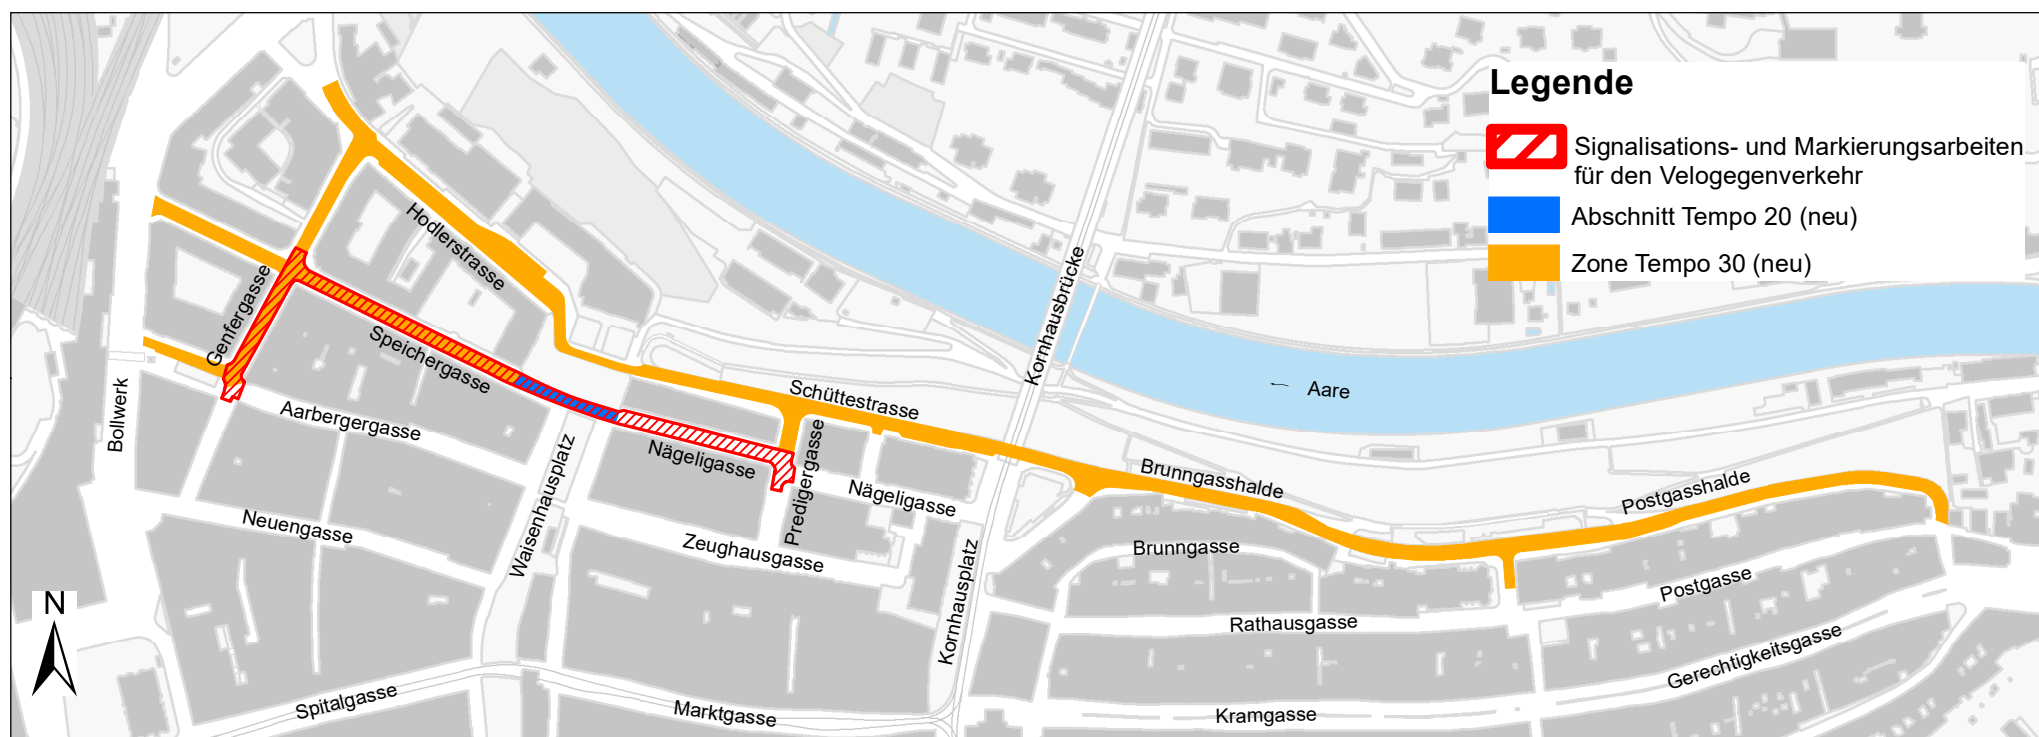 Legende
Signalisations- und Markierungsarbeiten
für den Velogegenverkehr
Abschnitt Tempo 20 (neu)
Zone Tempo 30 (neu)
Hodlerstrasse
Genfergasse
Speichergasse
Kornhausbrücke
Aare
Schüttestrasse
Bollwerk
Aarbergergasse
Nägeligasse
Predigergasse
Nägeligasse
Brunngasshalde
Postgasshalde
Waisenhausplatz
Neuengasse
Zeughausgasse
Brunngasse
Kornhausplatz
Postgasse
Rathausgasse
Gerechtigkeitsgasse
N
Spitalgasse
Marktgasse
Kramgasse